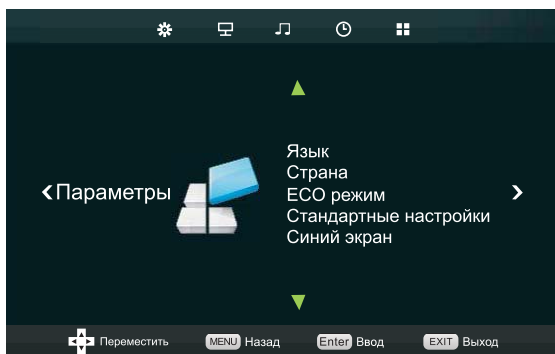 Язык
Страна
Параметры
ECO режим
Стандартные настройки
Синий экран
Переместить
MENU Назад
Enter Ввод
EXIT Выход